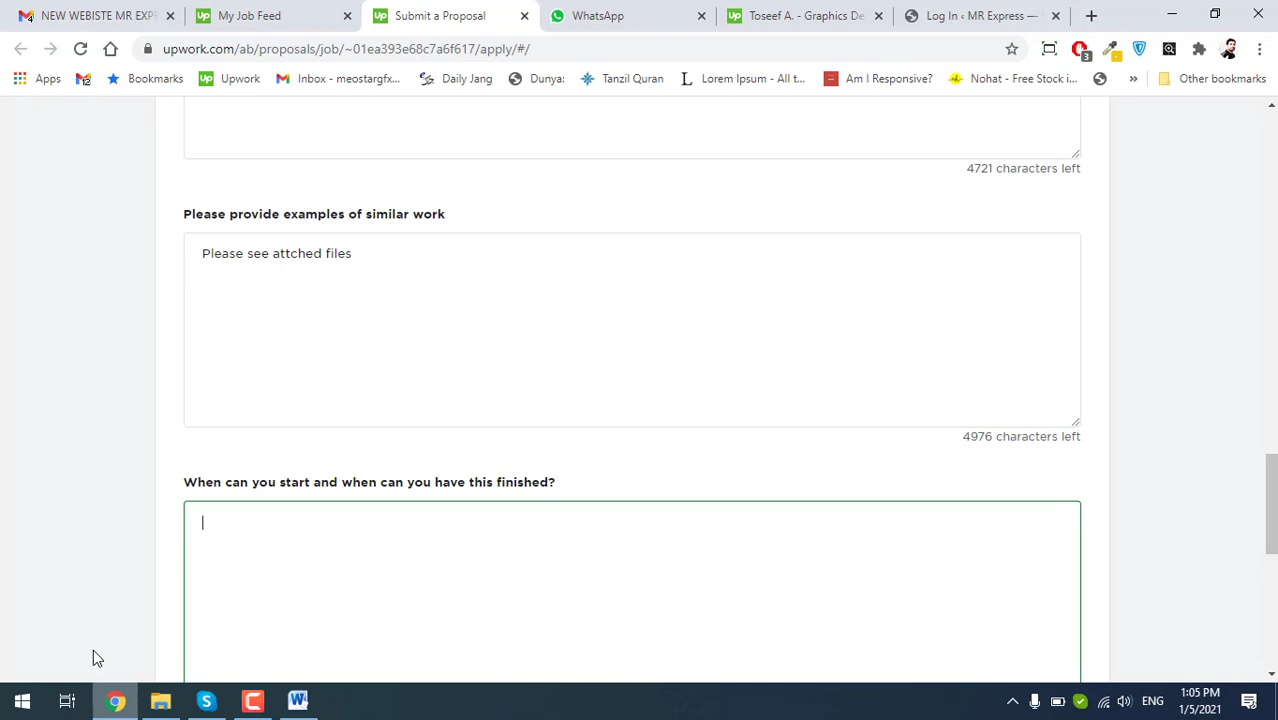 NEW WEBISTE MR EXPE
My Job Feed
Submit a Proposal
WhatsApp
Toseef A. - Graphics De
Log In ‹ MR Express —
upwork.com/ab/proposals/job/~01ea393e68c7a6f617/apply/#/
3
Apps
Bookmarks
Upwork
Inbox - meostargfx...
Daily Jang
Dunya:
Tanzil Quran
Lorem Ipsum - All t...
Am I Responsive?
Nohat - Free Stock i...
»
Other bookmarks
4721 characters left
Please provide examples of similar work
Please see attched files
4976 characters left
When can you start and when can you have this finished?
ENG
1:05 PM
1/5/2021